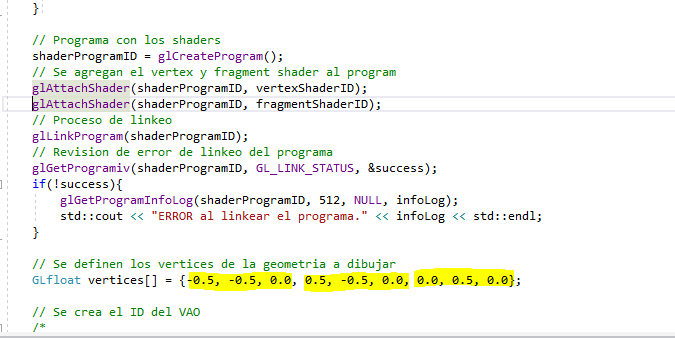 }
// Programa con los shaders
shaderProgramID = glCreateProgram();
// Se agregan el vertex y fragment shader al program
glAttachShader(shaderProgramID, vertexShaderID);
glAttachShader(shaderProgramID, fragmentShaderID);
// Proceso de linkeo
glLinkProgram(shaderProgramID);
// Revision de error de linkeo del programa
glGetProgramiv(shaderProgramID, GL_LINK_STATUS, &success);
if(!success){
glGetProgramInfoLog(shaderProgramID, 512, NULL, infoLog);
std::cout << "ERROR al linkear el programa." << infoLog << std::endl;
}
// Se definen los vertices de la geometria a dibujar
GLfloat vertices[] = {-0.5, -0.5, 0.0, 0.5, -0.5, 0.0, 0.0, 0.5, 0.0};
// Se crea el ID del VAO
/*